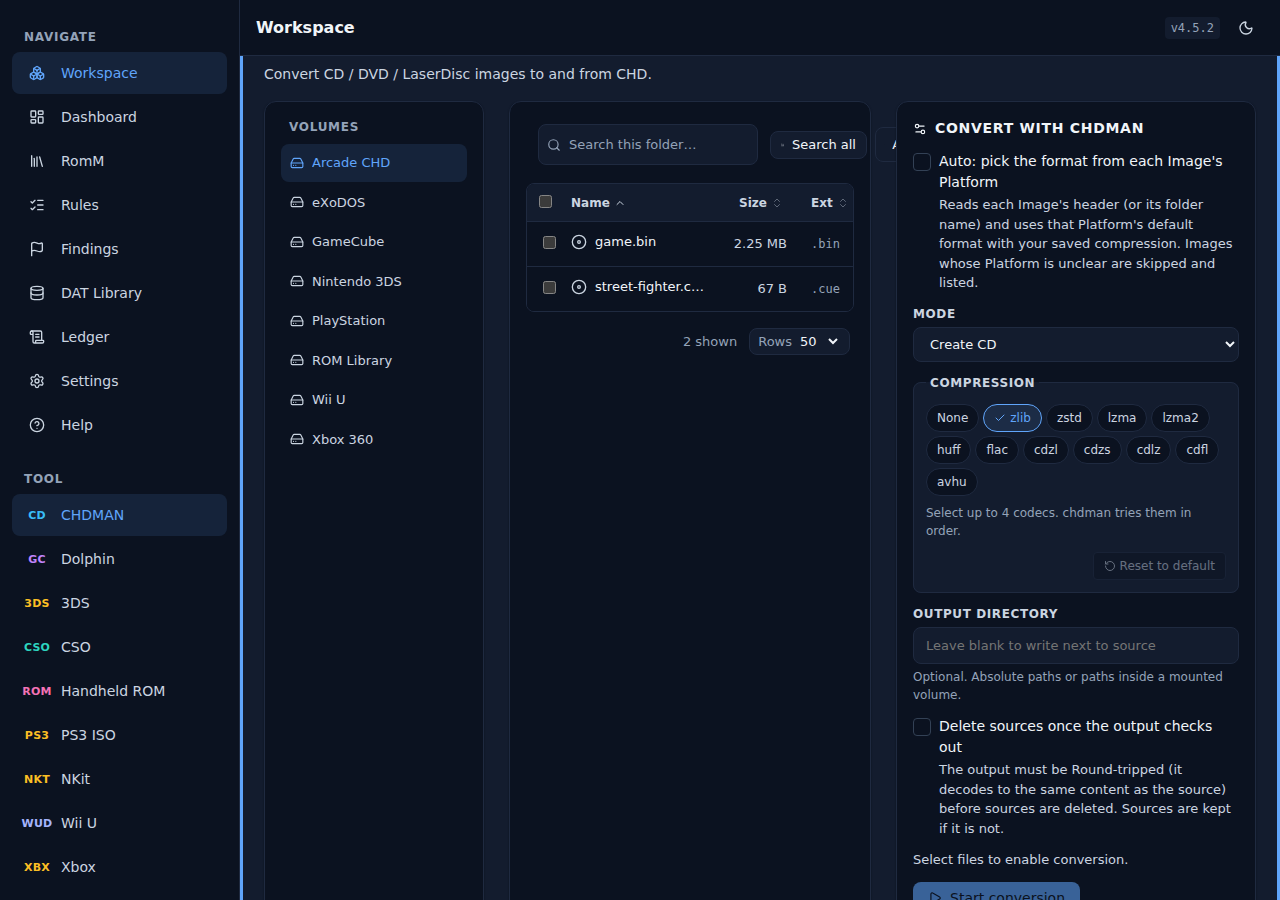 NAVIGATE
Workspace
Dashboard
RomM
Rules
Findings
DAT Library
Ledger
Settings
Help
TOOL
CD CHDMAN
GC Dolphin
3DS 3DS
CSO CSO
ROM Handheld ROM
PS3 PS3 ISO
NKT NKit
WUD Wii U
XBX Xbox
Workspace
v4.5.2
Convert CD / DVD / LaserDisc images to and from CHD.
VOLUMES
Arcade CHD
eXoDOS
GameCube
Nintendo 3DS
PlayStation
ROM Library
Wii U
Xbox 360
Search this folder…
Search all
Name Size Ext
game.bin 2.25 MB .bin
street-fighter.c… 67 B .cue
2 shown Rows 50
CONVERT WITH CHDMAN
Auto: pick the format from each Image's
Platform
Reads each Image's header (or its folder
name) and uses that Platform's default
format with your saved compression. Images
whose Platform is unclear are skipped and
listed.
MODE
Create CD
COMPRESSION
None zlib zstd lzma lzma2
huff flac cdzl cdzs cdlz cdfl
avhu
Select up to 4 codecs. chdman tries them in
order.
Reset to default
OUTPUT DIRECTORY
Leave blank to write next to source
Optional. Absolute paths or paths inside a mounted
volume.
Delete sources once the output checks
out
The output must be Round-tripped (it
decodes to the same content as the source)
before sources are deleted. Sources are kept
if it is not.
Select files to enable conversion.
Start conversion